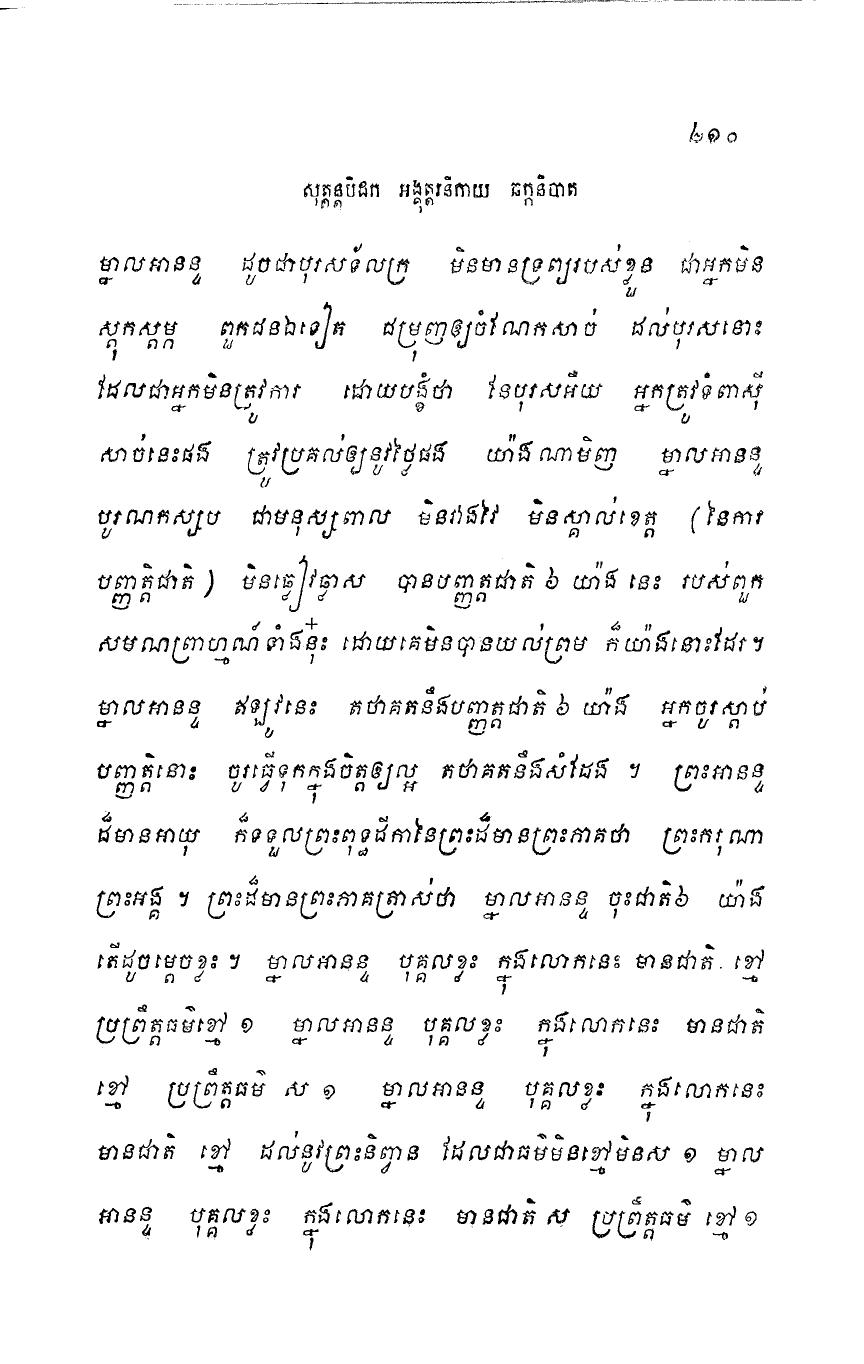 ២១០
សុត្តន្តបិដក អង្គុត្តរនិកាយ ឆក្កនិបាត
ម្នាលអានន្ទ ដូចជាបុរសទ័លក្រ មិនមានទ្រព្យរបស់ខ្លួន ជាអ្នកមិន
ស្តុកស្តម្ភ ពួកជនឯទៀត ជម្រុញឲ្យចំណែកសាច់ ដល់បុរសនោះ
ដែលជាអ្នកមិនត្រូវការ ដោយបង្ខំថា នែបុរសអើយ អ្នកត្រូវទំពាស៊ី
សាច់នេះផង ត្រូវប្រគល់ឲ្យនូវថ្លៃផង យ៉ាងណាមិញ ម្នាលអានន្ទ
បូរណកស្សប ជាមនុស្សពាល មិនវាងវៃ មិនស្គាល់ខេត្ត (នៃការ
បញ្ញត្តិជាតិ) មិនឆ្លៀវឆ្លាស បានបញ្ញត្តជាតិ ៦ យ៉ាង នេះ របស់ពួក
សមណព្រាហ្មណ៍ទាំងនុ៎ះ ដោយគេមិនបានយល់ព្រម ក៏យ៉ាងនោះដែរ។
ម្នាលអានន្ទ ឥឡូវនេះ តថាគតនឹងបញ្ញត្តជាតិ ៦ យ៉ាង អ្នកចូរស្តាប់
បញ្ញត្តិនោះ ចូរធ្វើទុកក្នុងចិត្តឲ្យល្អ តថាគតនឹងសំដែង ។ ព្រះអានន្ទ
ដ៏មានអាយុ ក៏ទទួលព្រះពុទ្ធដីកានៃព្រះដ៏មានព្រះភាគថា ព្រះករុណា
ព្រះអង្គ ។ ព្រះដ៏មានព្រះភាគត្រាស់ថា ម្នាលអានន្ទ ចុះជាតិ៦ យ៉ាង
តើដូចម្តេចខ្លះ។ ម្នាលអានន្ទ បុគ្គលខ្លះ ក្នុងលោកនេះ មានជាតិ ខ្មៅ
ប្រព្រឹត្តធម៌ខ្មៅ ១ ម្នាលអានន្ទ បុគ្គលខ្លះ ក្នុងលោកនេះ មានជាតិ
ខ្មៅ ប្រព្រឹត្តធម៌ ស ១ ម្នាលអានន្ទ បុគ្គលខ្លះ ក្នុងលោកនេះ
មានជាតិ ខ្មៅ ដល់នូវព្រះនិព្វាន ដែលជាធម៌មិនខ្មៅមិនស ១ ម្នាល
អានន្ទ បុគ្គលខ្លះ ក្នុងលោកនេះ មានជាតិ ស ប្រព្រឹត្តធម៌ ខ្មៅ ១